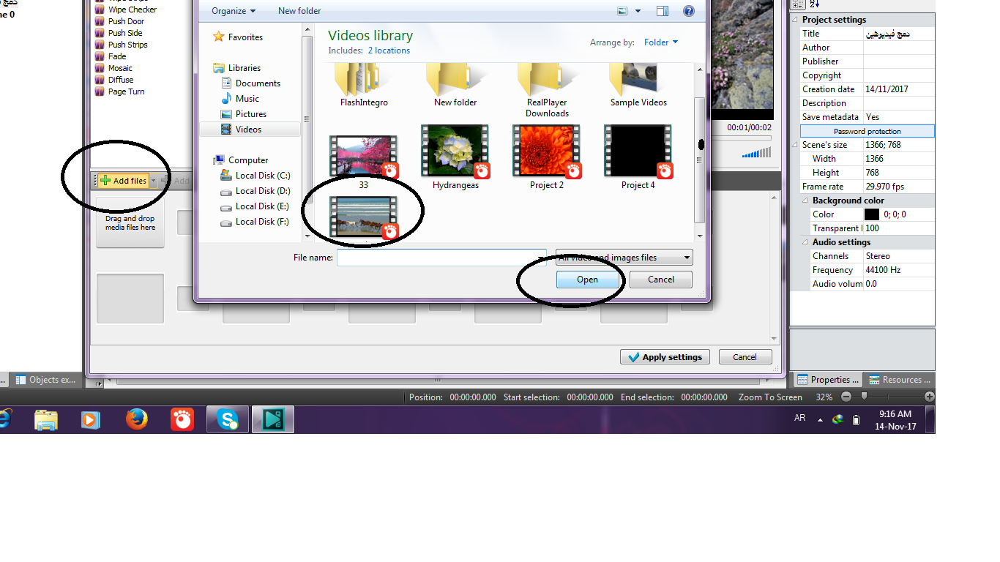 Wipe Checker
Push Door
Push Side
Push Strips
Fade
Mosaic
Diffuse
Page Turn
Add files
Add
Drag and drop
media files here
Organize
New folder
Favorites
Libraries
Documents
Music
Pictures
Videos
Computer
Local Disk (C:)
Local Disk (D:)
Local Disk (E:)
Local Disk (F:)
Videos library
Includes: 2 locations
Arrange by: Folder
FlashIntegro
New folder
RealPlayer
Downloads
Sample Videos
33
Hydrangeas
Project 2
Project 4
File name:
All video and images files
Open
Cancel
00:01/00:02
Apply settings
Cancel
Project settings
Title دمج فيديوهين
Author
Publisher
Copyright
Creation date 14/11/2017
Description
Save metadata Yes
Password protection
Scene's size 1366; 768
Width 1366
Height 768
Frame rate 29.970 fps
Background color
Color 0; 0; 0
Transparent l 100
Audio settings
Channels Stereo
Frequency 44100 Hz
Audio volum 0.0
... Objects ex...
Properties ... Resources ...
Position: 00:00:00.000 Start selection: 00:00:00.000 End selection: 00:00:00.000 Zoom To Screen 32%
AR
9:16 AM
14-Nov-17